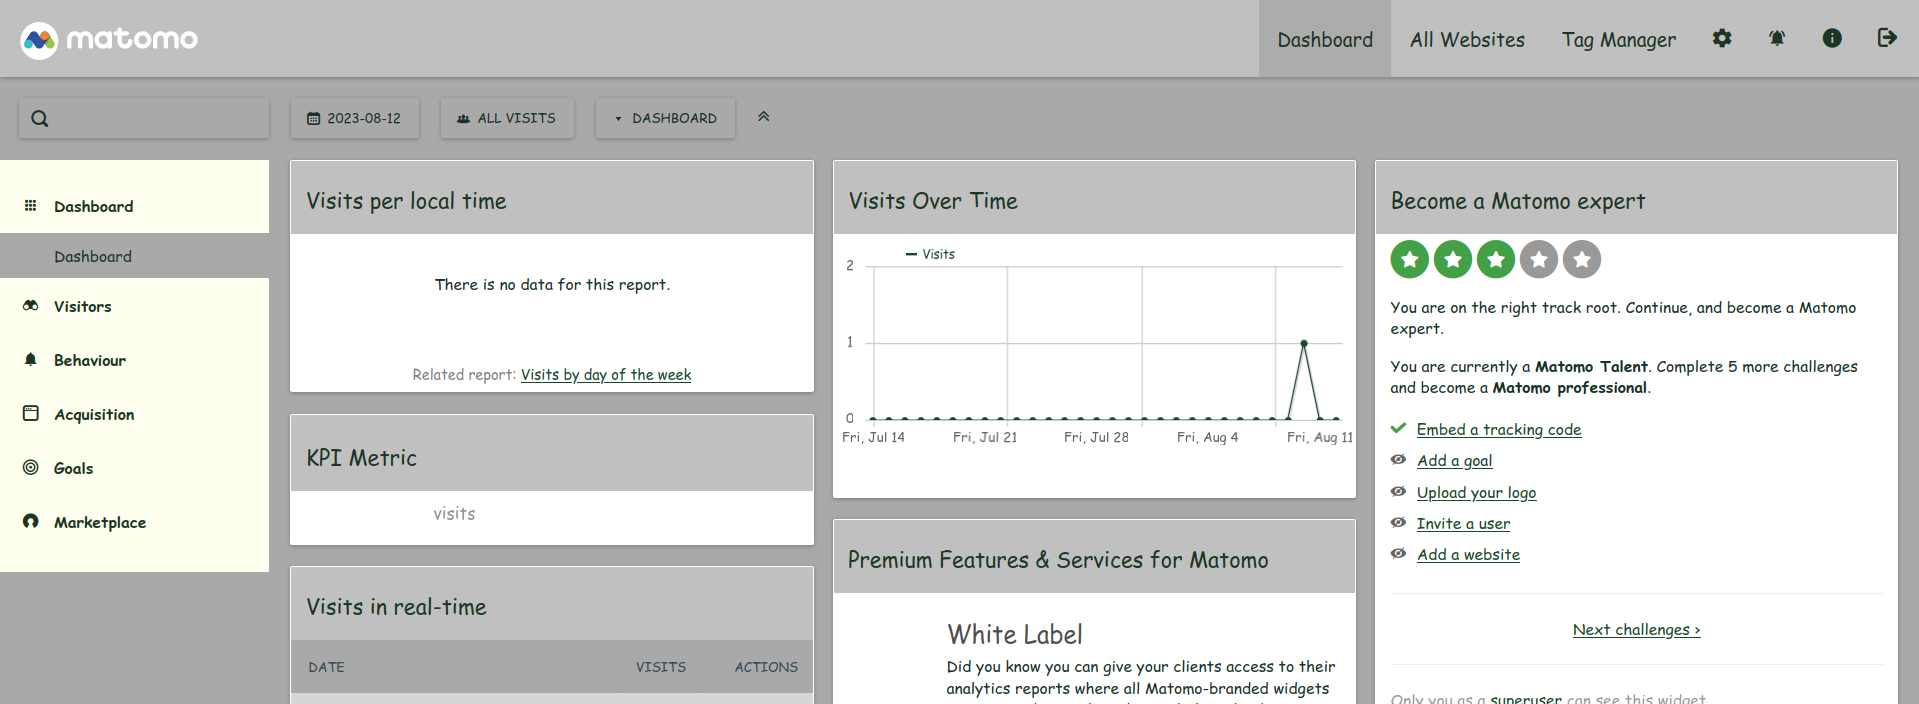 matomo
Dashboard
All Websites
Tag Manager
2023-08-12
ALL VISITS
DASHBOARD
Dashboard
Dashboard
Visitors
Behaviour
Acquisition
Goals
Marketplace
Visits per local time
There is no data for this report.
Related report: Visits by day of the week
KPI Metric
visits
Visits in real-time
DATE VISITS ACTIONS
Visits Over Time
Visits
2
1
0
Fri, Jul 14 Fri, Jul 21 Fri, Jul 28 Fri, Aug 4 Fri, Aug 11
Premium Features & Services for Matomo
White Label
Did you know you can give your clients access to their
analytics reports where all Matomo-branded widgets
Become a Matomo expert
You are on the right track root. Continue, and become a Matomo
expert.
You are currently a Matomo Talent. Complete 5 more challenges
and become a Matomo professional.
Embed a tracking code
Add a goal
Upload your logo
Invite a user
Add a website
Next challenges ›
Only you as a superuser can see this widget